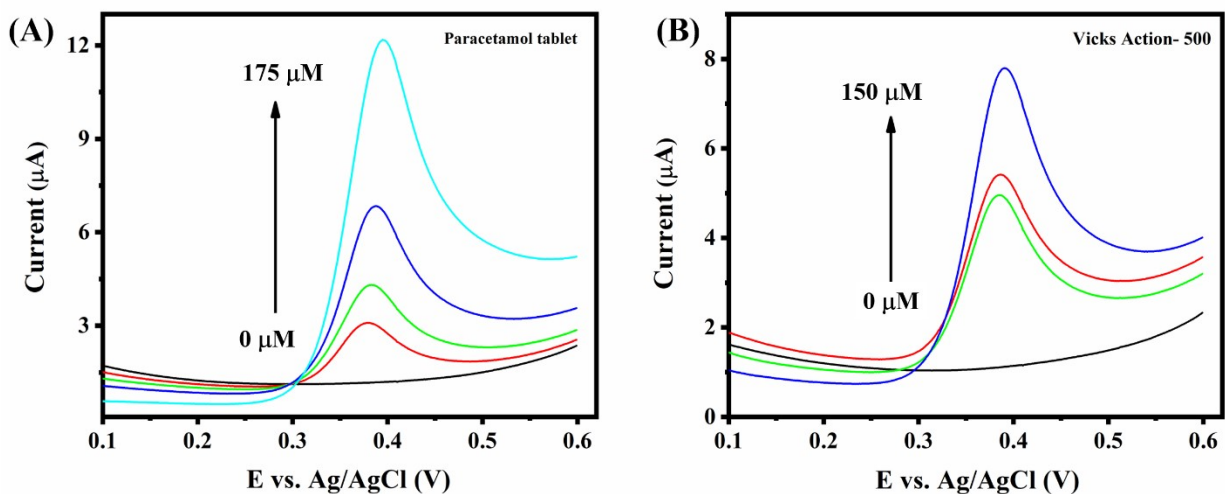 (A)
Paracetamol tablet
175 μM
0 μM
12
9
6
3
Current (μA)
0.1 0.2 0.3 0.4 0.5 0.6
E vs. Ag/AgCl (V)
(B)
Vicks Action- 500
150 μM
0 μM
8
6
4
2
0
Current (μA)
0.1 0.2 0.3 0.4 0.5 0.6
E vs. Ag/AgCl (V)